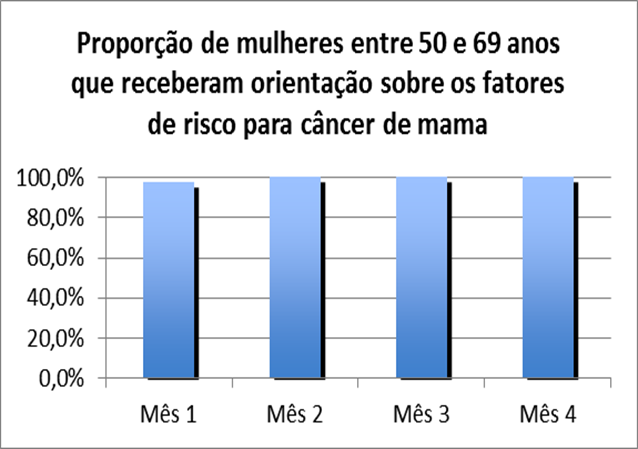 Proporção de mulheres entre 50 e 69 anos
que receberam orientação sobre os fatores
de risco para câncer de mama
100,0%
80,0%
60,0%
40,0%
20,0%
0,0%
Mês 1 Mês 2 Mês 3 Mês 4